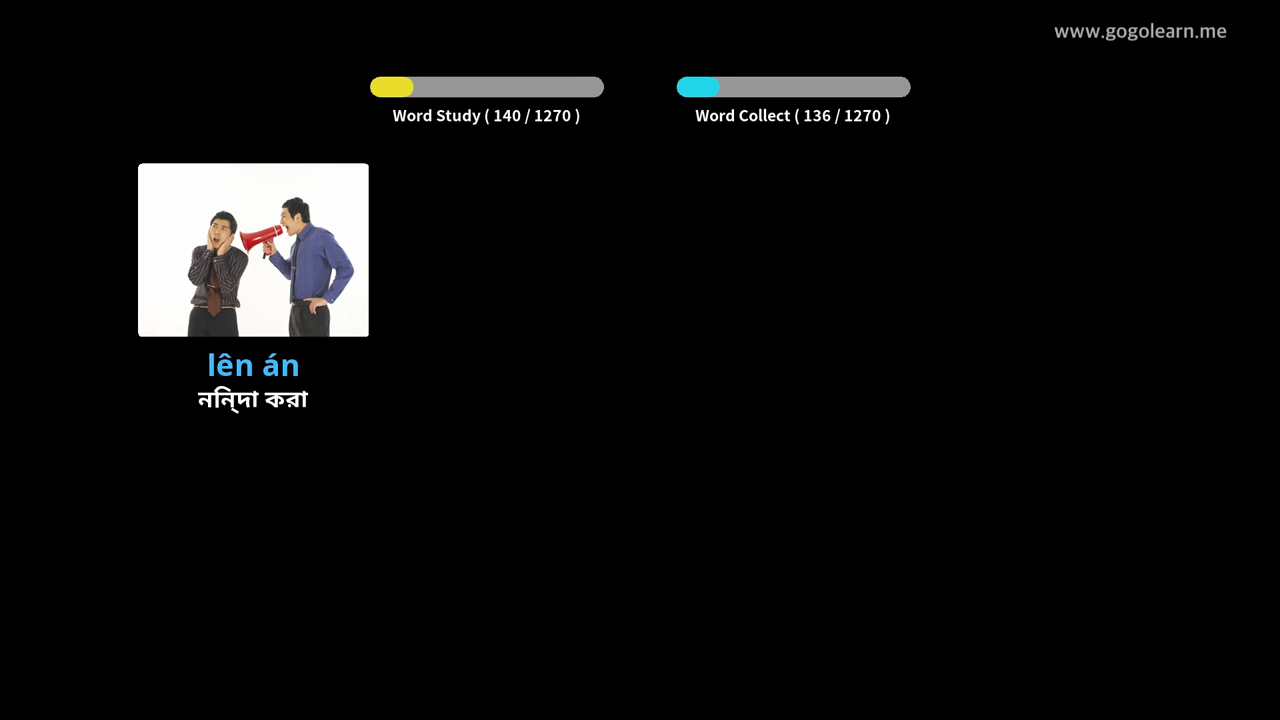 www.gogolearn.me
Word Study ( 140 / 1270 )
Word Collect ( 136 / 1270 )
lên án
নিন্দা করা